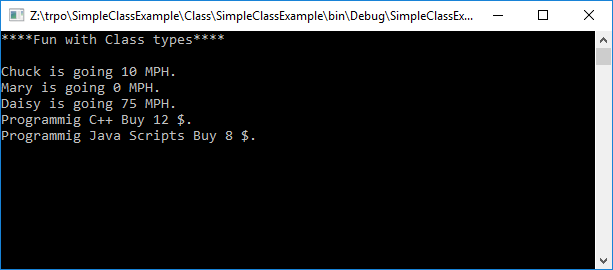 Z:\trpo\SimpleClassExample\Class\SimpleClassExample\bin\Debug\SimpleClassEx...
****Fun with Class types****
Chuck is going 10 MPH.
Mary is going 0 MPH.
Daisy is going 75 MPH.
Programmig C++ Buy 12 $.
Programmig Java Scripts Buy 8 $.